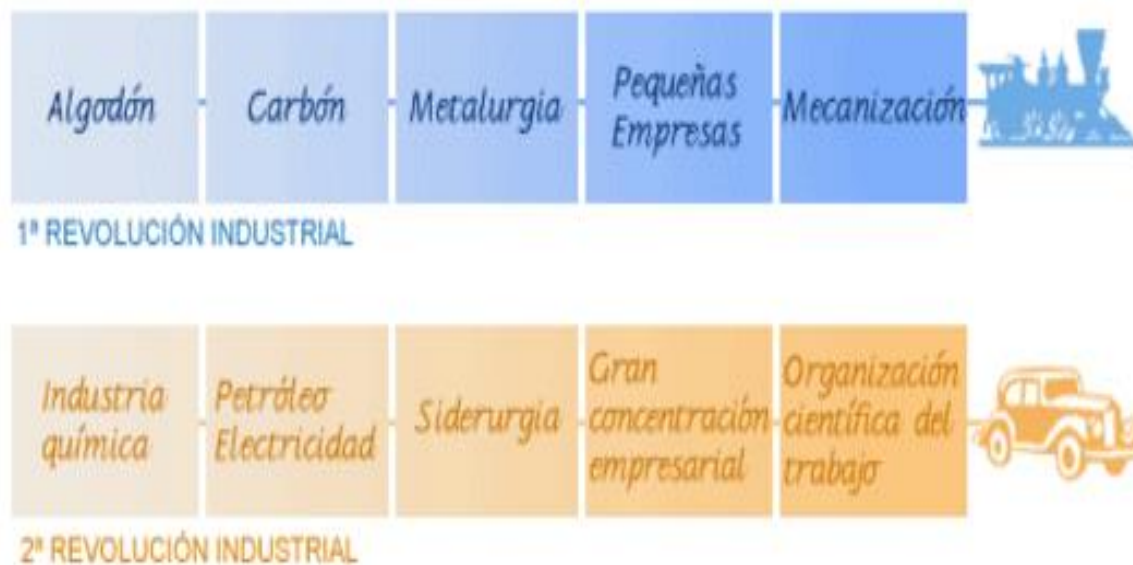 Algodón
Carbón
Metalurgia
Pequeñas
Empresas
Mecanización
1ª REVOLUCIÓN INDUSTRIAL
Industria
química
Petróleo
Electricidad
Siderurgia
Gran
concentración
empresarial
Organización
científica del
trabajo
2ª REVOLUCIÓN INDUSTRIAL